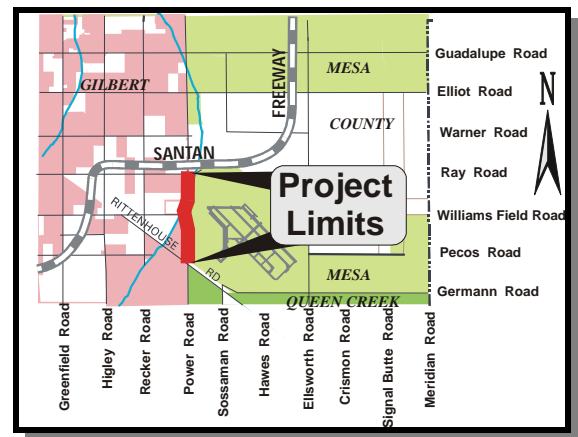 Guadalupe Road
GILBERT
MESA
FREEWAY
Elliot Road
N
COUNTY
Warner Road
SANTAN
Ray Road
Project
Limits
RITTENHOUSE
RD
Williams Field Road
Pecos Road
MESA
Germann Road
QUEEN CREEK
Greenfield Road
Higley Road
Recker Road
Power Road
Sossaman Road
Hawes Road
Ellsworth Road
Crismon Road
Signal Butte Road
Meridian Road